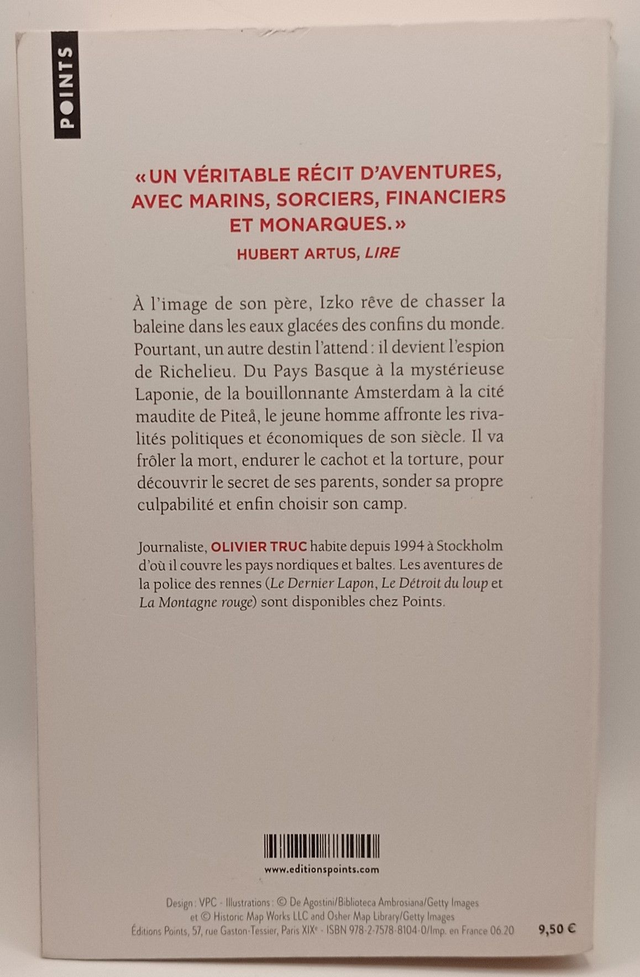 POINTS
« UN VÉRITABLE RÉCIT D’AVENTURES,
AVEC MARINS, SORCIERS, FINANCIERS
ET MONARQUES. »
HUBERT ARTUS, LIRE
À l’image de son père, Izko rêve de chasser la
baleine dans les eaux glacées des confins du monde.
Pourtant, un autre destin l’attend : il devient l’espion
de Richelieu. Du Pays Basque à la mystérieuse
Laponie, de la bouillonnante Amsterdam à la cité
maudite de Piteå, le jeune homme affronte les riva-
lités politiques et économiques de son siècle. Il va
frôler la mort, endurer le cachot et la torture, pour
découvrir le secret de ses parents, sonder sa propre
culpabilité et enfin choisir son camp.
Journaliste, OLIVIER TRUC habite depuis 1994 à Stockholm
d’où il couvre les pays nordiques et baltes. Les aventures de
la police des rennes (Le Dernier Lapon, Le Détroit du loup et
La Montagne rouge) sont disponibles chez Points.
www.editionspoints.com
Design : VPC - Illustrations : © De Agostini/Biblioteca Ambrosiana/Getty Images
et © Historic Map Works LLC and Osher Map Library/Getty Images
Éditions Points, 57, rue Gaston-Tessier, Paris XIXe - ISBN 978-2-7578-8104-0/Imp. en France 06.20
9,50 €